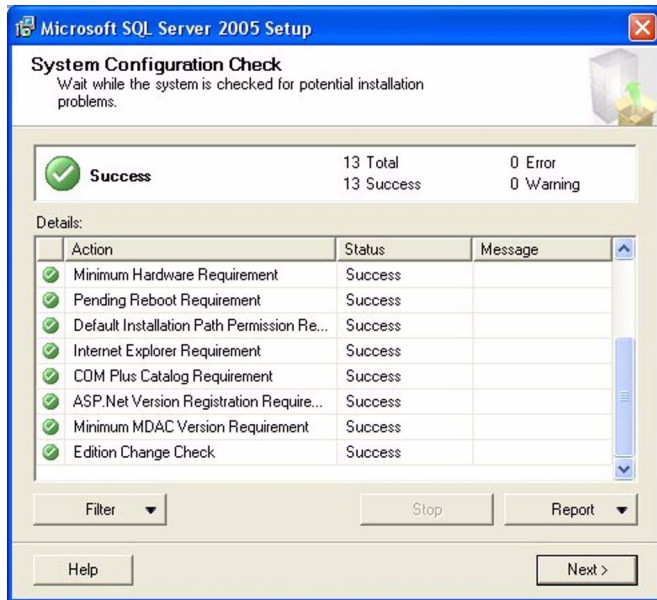 Microsoft SQL Server 2005 Setup
System Configuration Check
Wait while the system is checked for potential installation
problems.
Success
13 Total
0 Error
13 Success
0 Warning
Details:
Action Status Message
Minimum Hardware Requirement Success
Pending Reboot Requirement Success
Default Installation Path Permission Re... Success
Internet Explorer Requirement Success
COM Plus Catalog Requirement Success
ASP.Net Version Registration Require... Success
Minimum MDAC Version Requirement Success
Edition Change Check Success
Filter
Stop
Report
Help
Next >